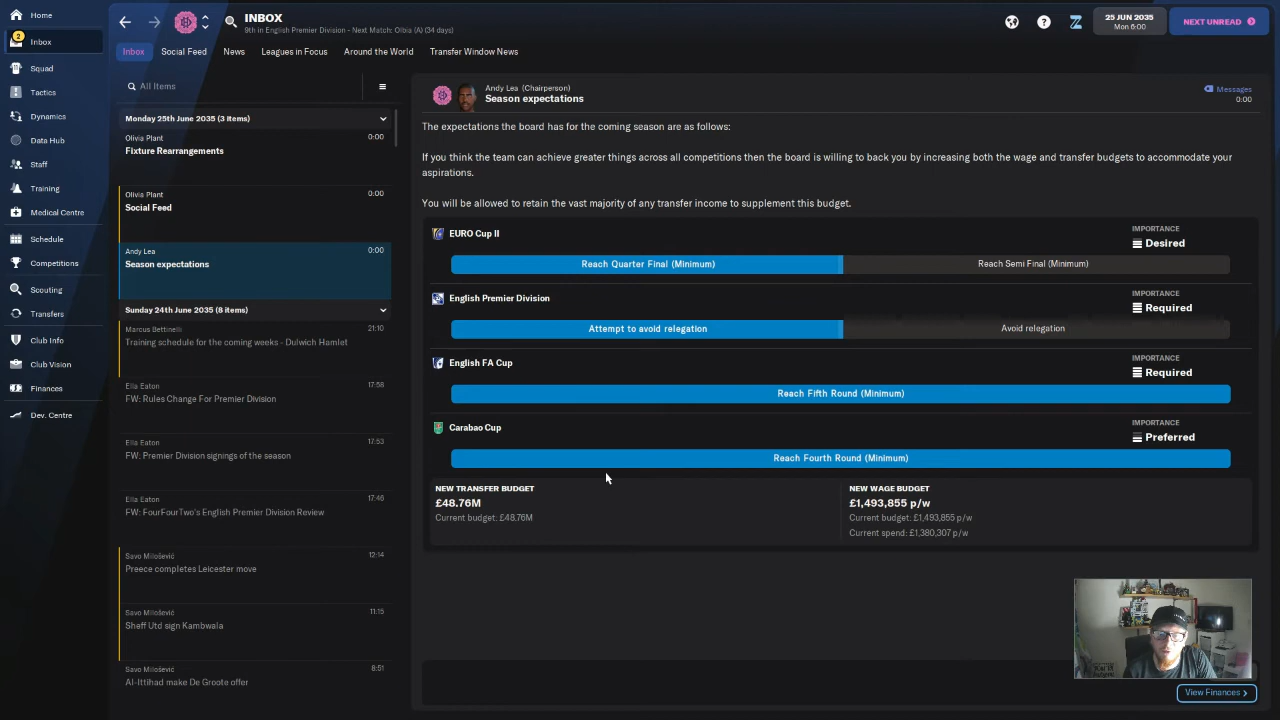 Home
2
Inbox
Squad
Tactics
Dynamics
Data Hub
Staff
Training
Medical Centre
Schedule
Competitions
Scouting
Transfers
Club Info
Club Vision
Finances
Dev. Centre
INBOX
9th in English Premier Division - Next Match: Olbia (A) (34 days)
25 JUN 2035
Mon 6:00
NEXT UNREAD
Inbox
Social Feed
News
Leagues in Focus
Around the World
Transfer Window News
All Items
Monday 25th June 2035 (3 items)
Olivia Plant
0:00
Fixture Rearrangements
Olivia Plant
0:00
Social Feed
Andy Lea
0:00
Season expectations
Sunday 24th June 2035 (8 items)
Marcus Bettinelli
21:10
Training schedule for the coming weeks - Dulwich Hamlet
Ella Eaton
17:58
FW: Rules Change For Premier Division
Ella Eaton
17:53
FW: Premier Division signings of the season
Ella Eaton
17:46
FW: FourFourTwo's English Premier Division Review
Savo Milošević
12:14
Preece completes Leicester move
Savo Milošević
11:15
Sheff Utd sign Kambwala
Savo Milošević
8:51
Al-Ittihad make De Groote offer
Andy Lea (Chairperson)
Season expectations
Messages
0:00
The expectations the board has for the coming season are as follows:
If you think the team can achieve greater things across all competitions then the board is willing to back you by increasing both the wage and transfer budgets to accommodate your
aspirations.
You will be allowed to retain the vast majority of any transfer income to supplement this budget.
EURO Cup II
IMPORTANCE
Desired
Reach Quarter Final (Minimum)
Reach Semi Final (Minimum)
English Premier Division
IMPORTANCE
Required
Attempt to avoid relegation
Avoid relegation
English FA Cup
IMPORTANCE
Required
Reach Fifth Round (Minimum)
Carabao Cup
IMPORTANCE
Preferred
Reach Fourth Round (Minimum)
NEW TRANSFER BUDGET
£48.76M
Current budget: £48.76M
NEW WAGE BUDGET
£1,493,855 p/w
Current budget: £1,493,855 p/w
Current spend: £1,380,307 p/w
View Finances